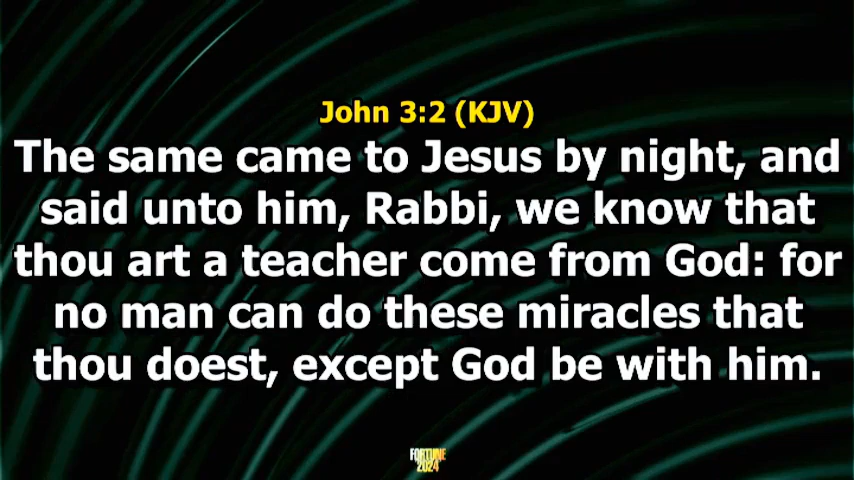 John 3:2 (KJV)
The same came to Jesus by night, and
said unto him, Rabbi, we know that
thou art a teacher come from God: for
no man can do these miracles that
thou doest, except God be with him.
FORTUNE
2024